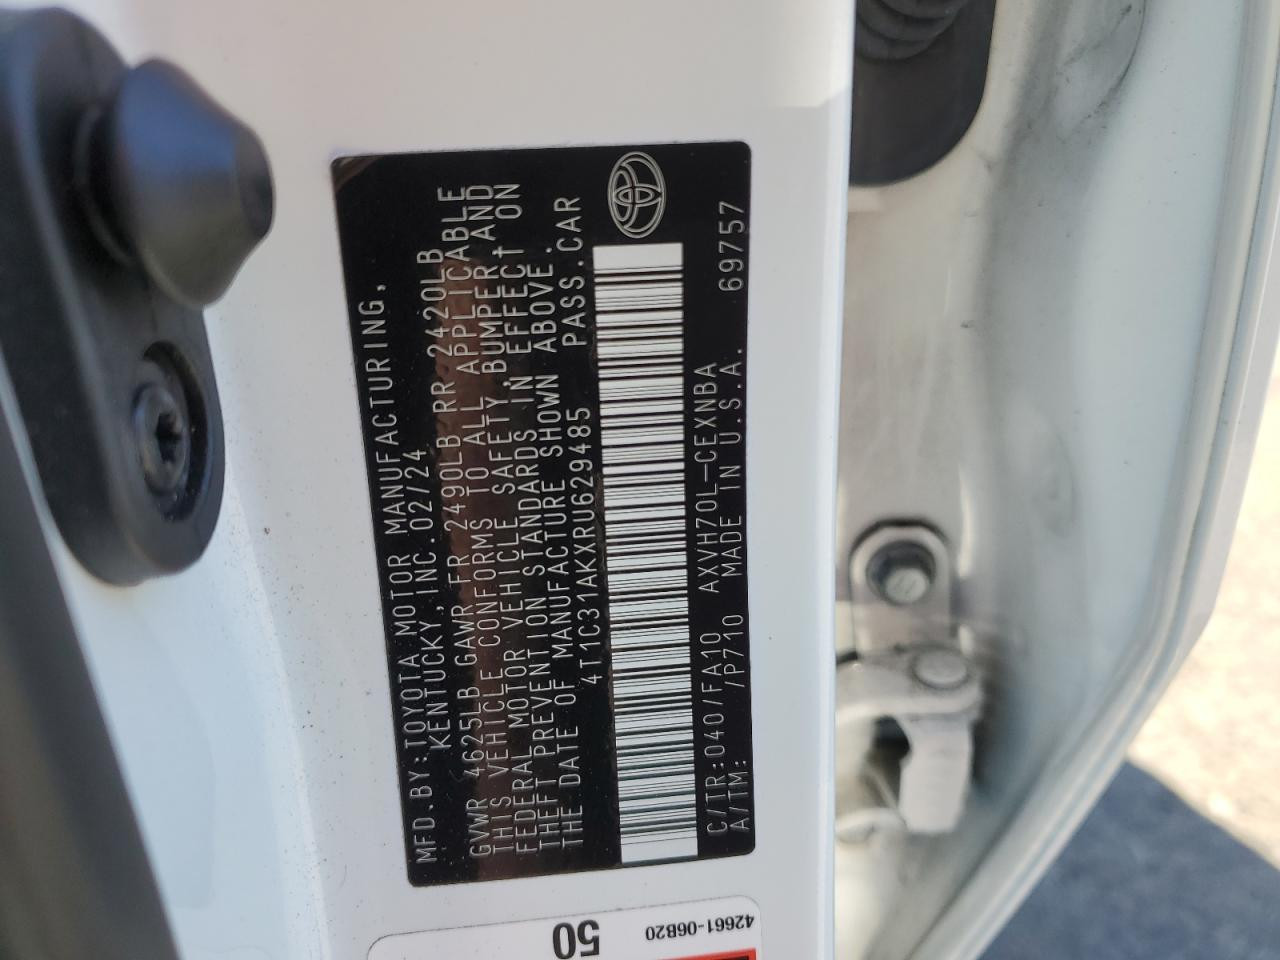 MFD.BY:TOYOTA MOTOR MANUFACTURING,
KENTUCKY, INC.02/24
GVWR 4625LB GAWR FR 2490LB RR 2420LB
THIS VEHICLE CONFORMS TO ALL APPLICABLE
FEDERAL MOTOR VEHICLE SAFETY,BUMPER,AND
THEFT PREVENTION STANDARDS IN EFFECT ON
THE DATE OF MANUFACTURE SHOWN ABOVE.
4T1C31AKXRU629485 PASS.CAR
C/TR:040/FA10 AXVH70L-CEXNBA 69757
A/TM: /P710 MADE IN U.S.A.
42661-06B20
50